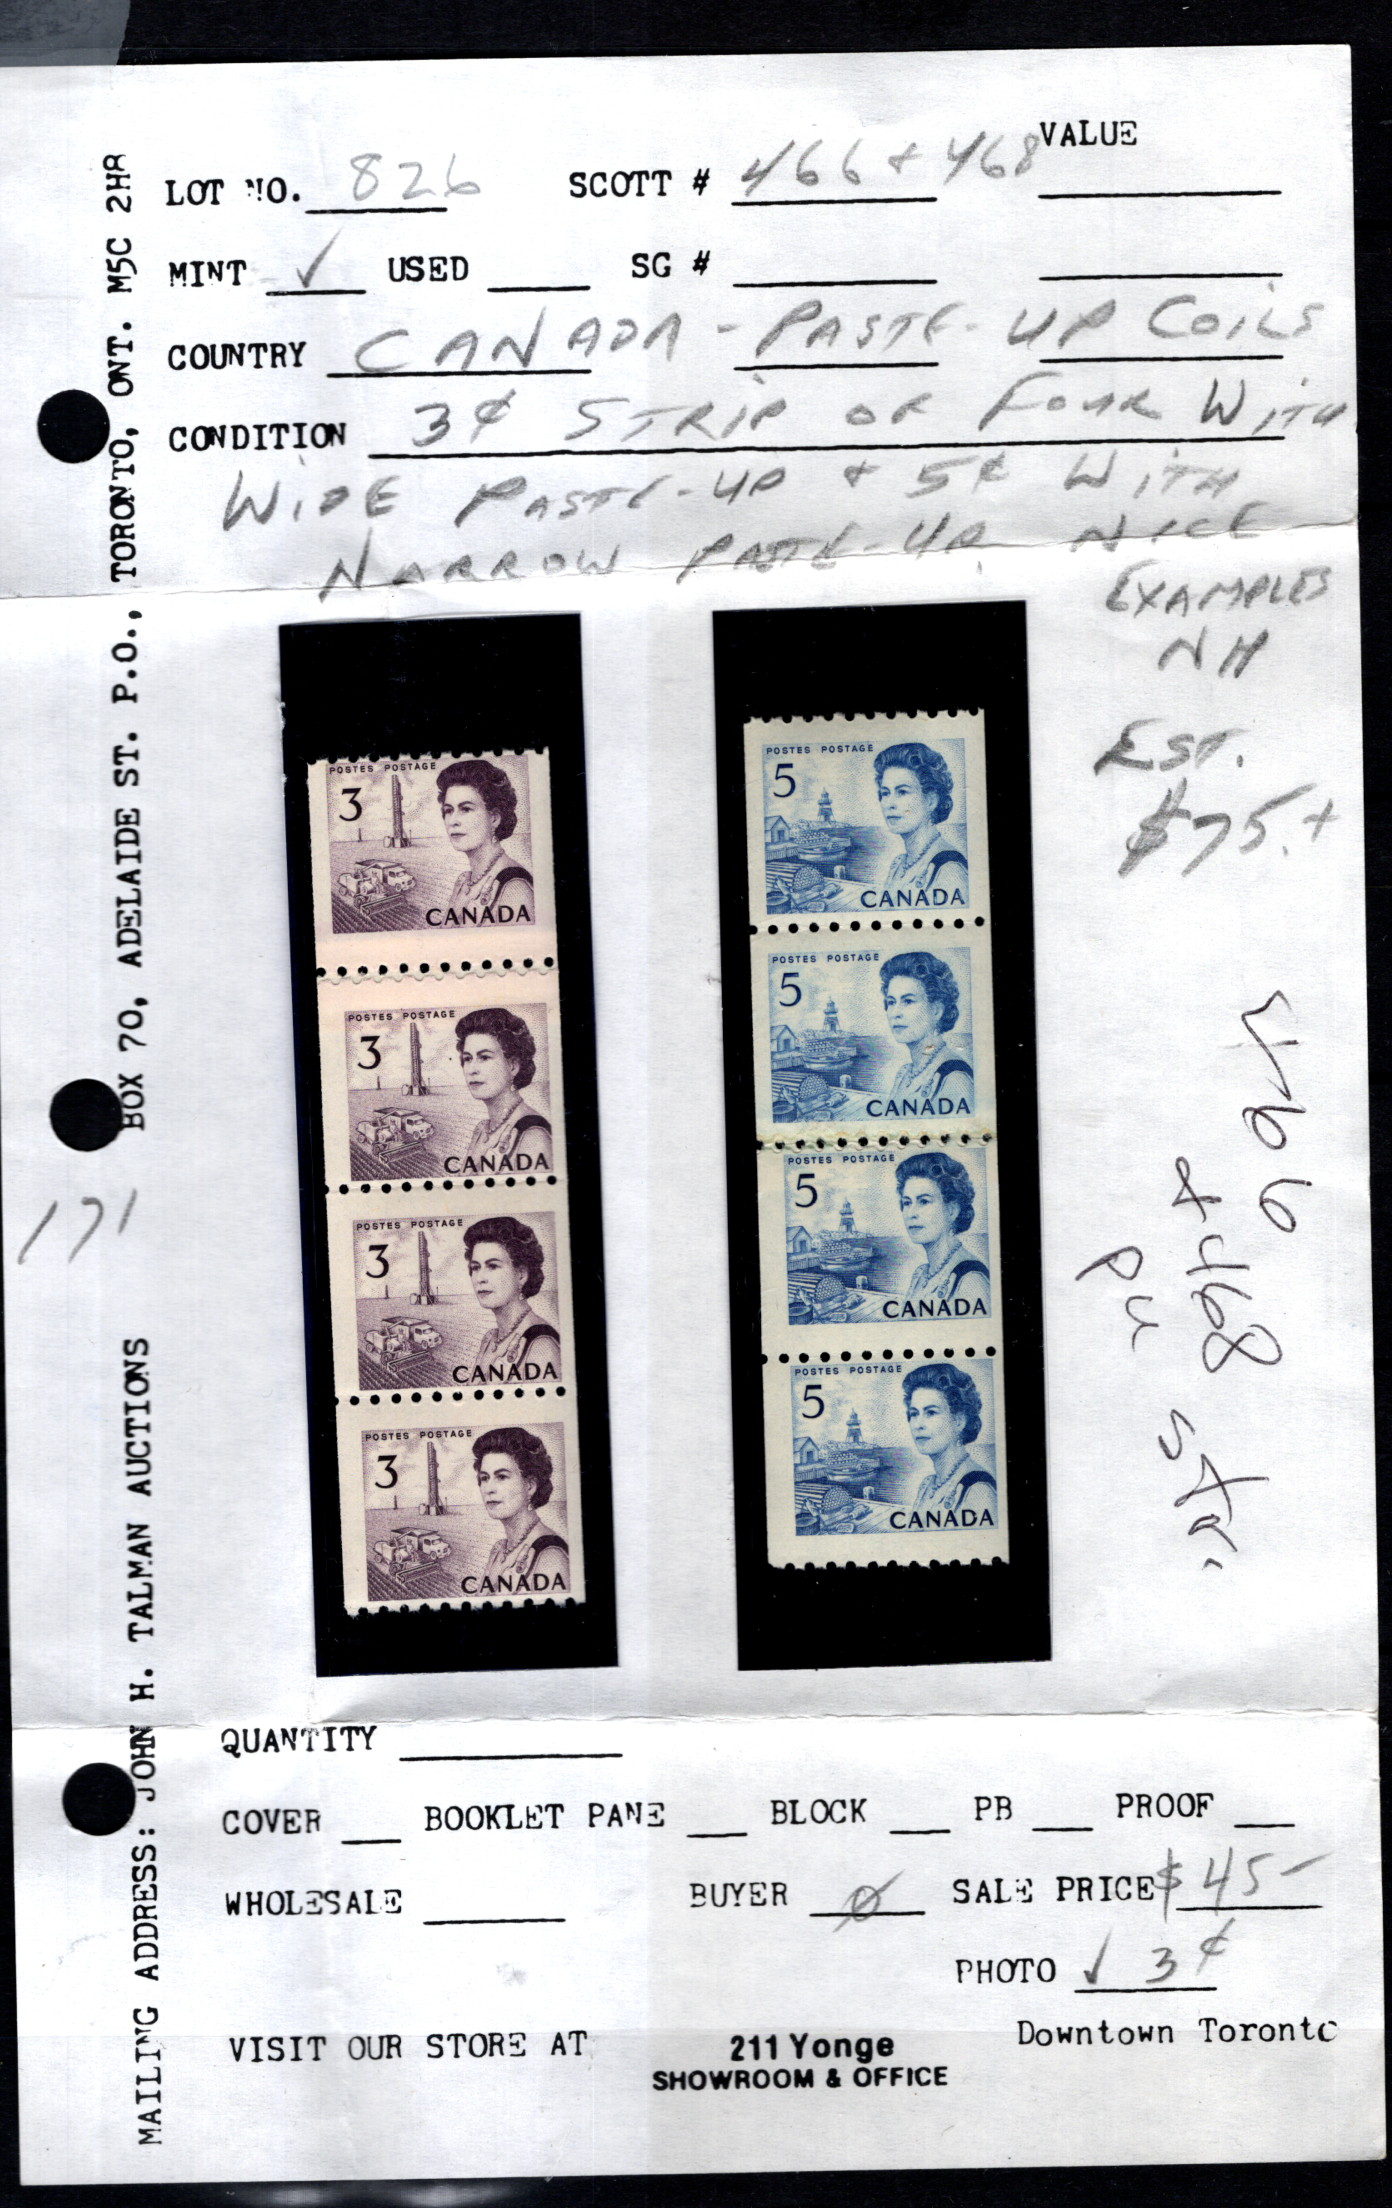 VALUE
LOT NO. 826 SCOTT # 466 + 468
MINT ✓ USED SG #
COUNTRY CANADA - PASTE-UP COILS
CONDITION 3¢ STRIP OF FOUR WITH
WIDE PASTE-UP + 5¢ WITH
NARROW PASTE-UP. NICE
EXAMPLES
NH
EST.
$75.+
POSTES POSTAGE
3
CANADA
POSTES POSTAGE
3
CANADA
POSTES POSTAGE
3
CANADA
POSTES POSTAGE
3
CANADA
POSTES POSTAGE
5
CANADA
POSTES POSTAGE
5
CANADA
POSTES POSTAGE
5
CANADA
POSTES POSTAGE
5
CANADA
466
+ 468
171
QUANTITY
COVER BOOKLET PANE BLOCK PB PROOF
WHOLESALE BUYER Ø SALE PRICE $45-
PHOTO ✓ 3¢
VISIT OUR STORE AT 211 Yonge Downtown Toronto
SHOWROOM & OFFICE
MAILING ADDRESS: JOHN H. TALMAN AUCTIONS BOX 70, ADELAIDE ST. P.O., TORONTO, ONT. M5C 2H8